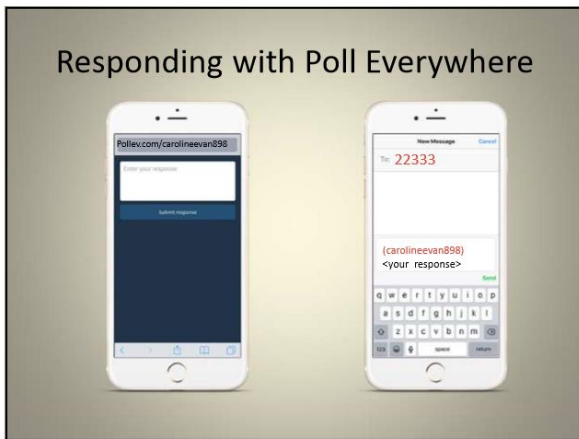 Responding with Poll Everywhere
Pollev.com/carolineevan898
Enter your response
Submit response
New Message
Cancel
To: 22333
(carolineevan898)
<your response>
Send
q w e r t y u i o p
a s d f g h j k l
z x c v b n m
123
space
return